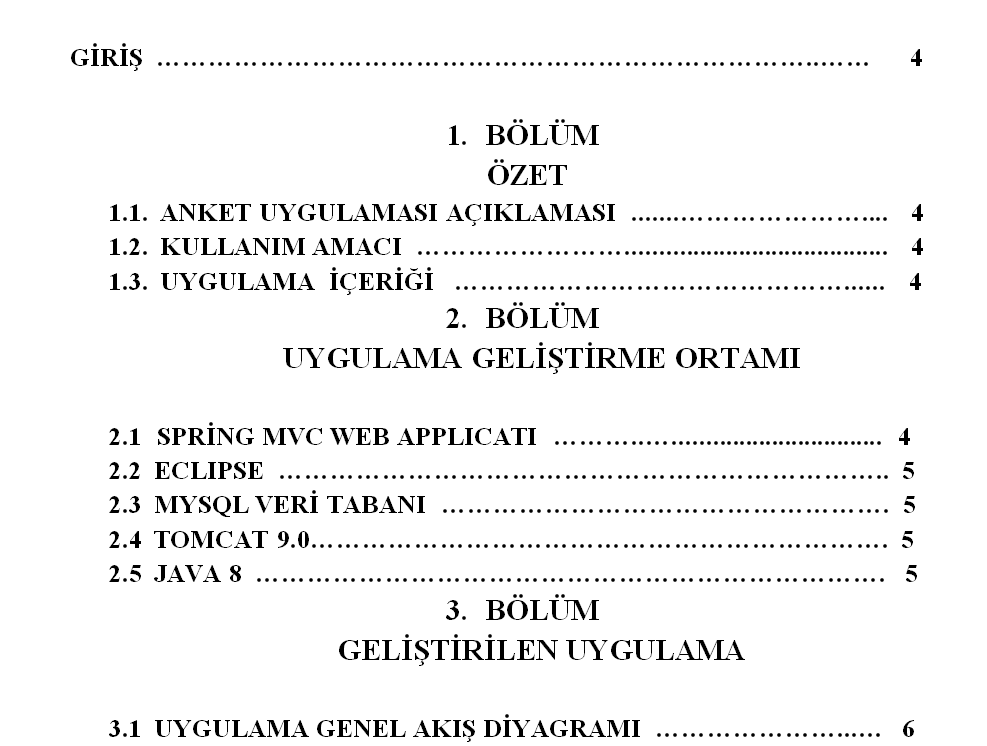 GİRİŞ ……………………………………………………………………..…… 4
1. BÖLÜM
ÖZET
1.1. ANKET UYGULAMASI AÇIKLAMASI .......…………………... 4
1.2. KULLANIM AMACI ……………………........................................... 4
1.3. UYGULAMA İÇERİĞİ ………………………………………...... 4
2. BÖLÜM
UYGULAMA GELİŞTİRME ORTAMI
2.1 SPRİNG MVC WEB APPLICATI ………..…................................. 4
2.2 ECLIPSE ……………………………………………………………….. 5
2.3 MYSQL VERİ TABANI ……………………………………………. 5
2.4 TOMCAT 9.0…………………………………………………………. 5
2.5 JAVA 8 ………………………………………………………………. 5
3. BÖLÜM
GELİŞTİRİLEN UYGULAMA
3.1 UYGULAMA GENEL AKIŞ DİYAGRAMI …………………...… 6